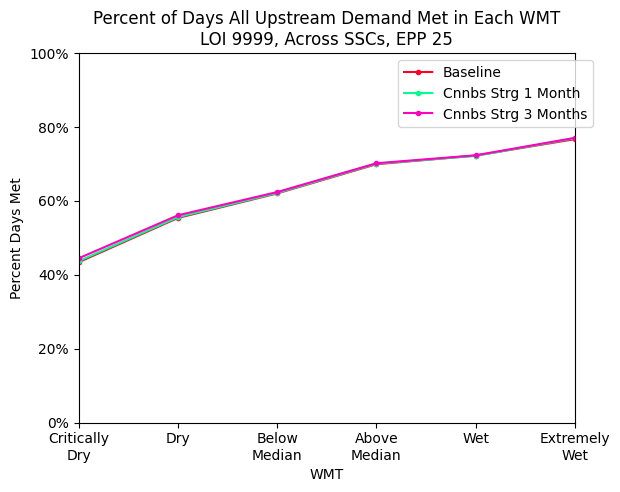 Percent of Days All Upstream Demand Met in Each WMT
LOI 9999, Across SSCs, EPP 25
Baseline
Cnnbs Strg 1 Month
Cnnbs Strg 3 Months
Percent Days Met
100%
80%
60%
40%
20%
0%
Critically
Dry
Dry
Below
Median
Above
Median
Wet
Extremely
Wet
WMT